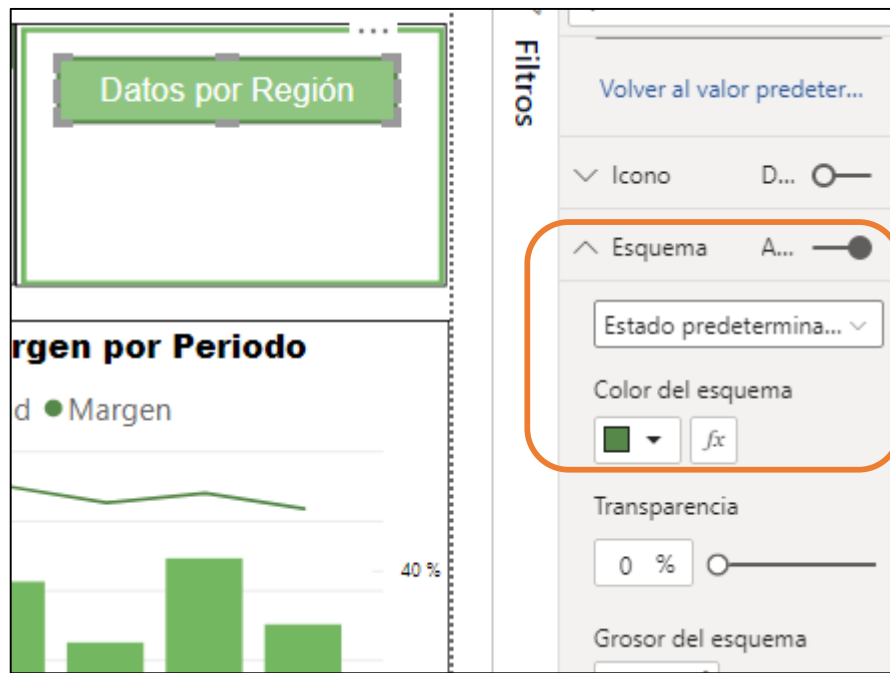 Datos por Región
rgen por Periodo
d Margen
40 %
Filtros
Volver al valor predeter...
Icono D...
Esquema A...
Estado predetermina...
Color del esquema
fx
Transparencia
0 %
Grosor del esquema